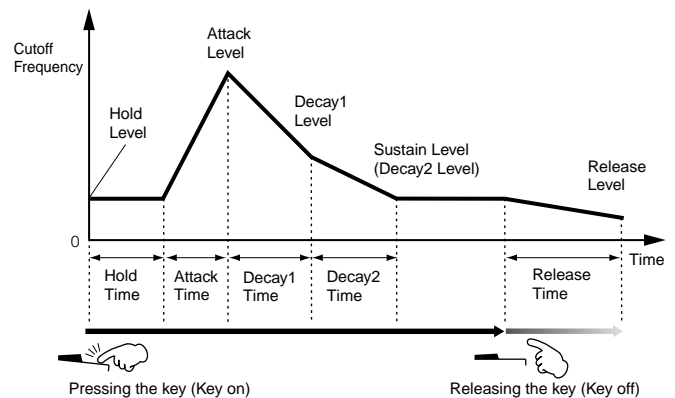 Attack
Level
Cutoff
Frequency
Hold
Level
Decay1
Level
Sustain Level
(Decay2 Level)
Release
Level
0
Time
Hold
Time
Attack
Time
Decay1
Time
Decay2
Time
Release
Time
Pressing the key (Key on)
Releasing the key (Key off)